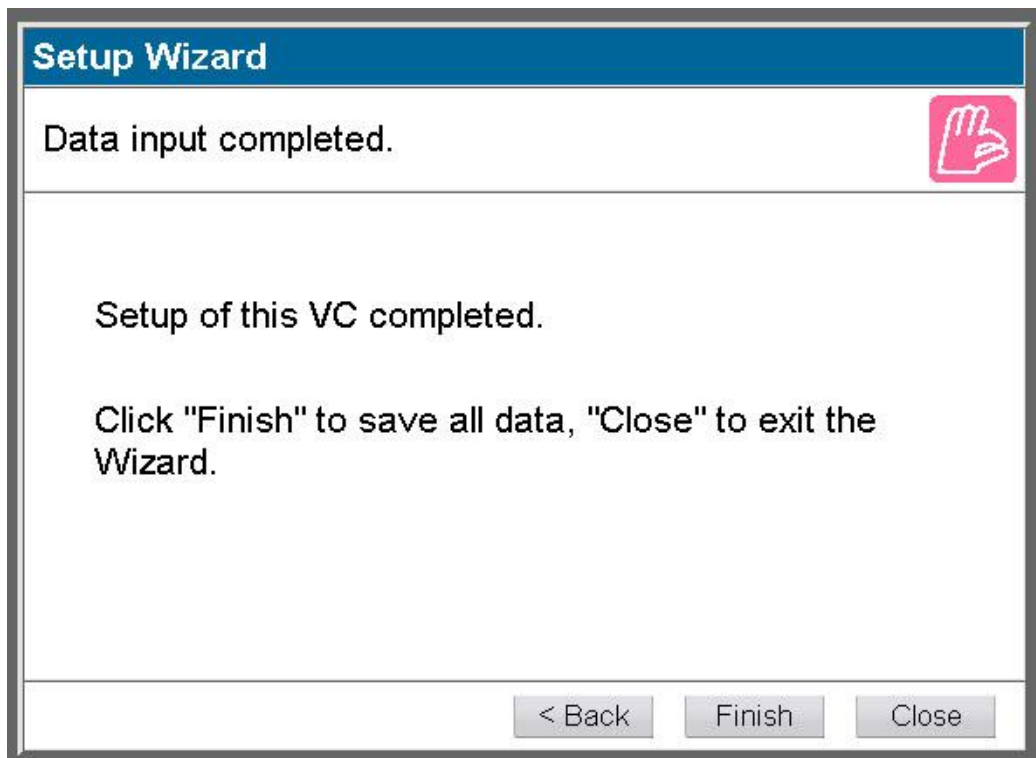 Setup Wizard
Data input completed.
Setup of this VC completed.
Click "Finish" to save all data, "Close" to exit the
Wizard.
< Back Finish Close